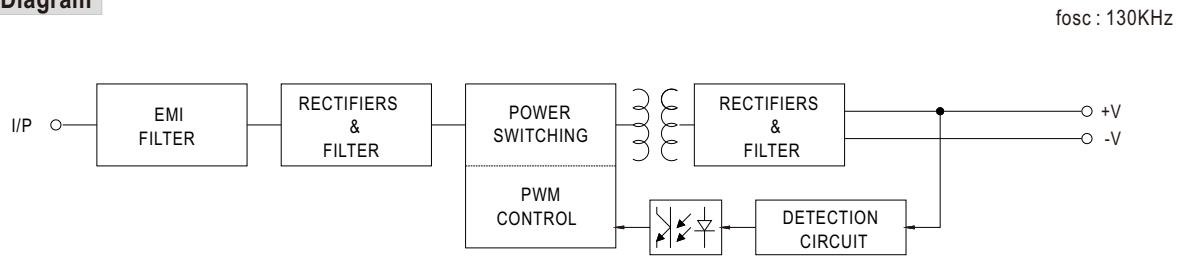 Diagram
fosc : 130KHz
I/P
EMI
FILTER
RECTIFIERS
&
FILTER
POWER
SWITCHING
PWM
CONTROL
RECTIFIERS
&
FILTER
+V
-V
DETECTION
CIRCUIT